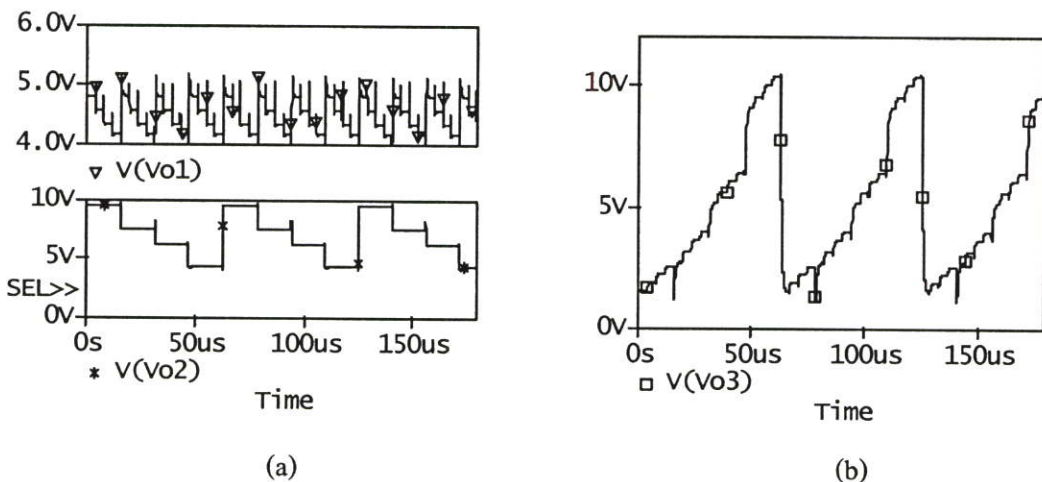 6.0V
5.0V
4.0V
V(Vo1)
10V
5V
SEL>>
0V
0s 50us 100us 150us
V(Vo2)
Time
(a)
10V
5V
0V
0s 50us 100us 150us
V(Vo3)
Time
(b)